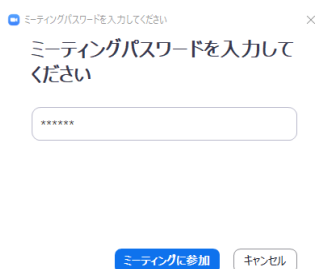 ミーティングパスワードを入力してください
ミーティングパスワードを入力して
ください
******
ミーティングに参加
キャンセル